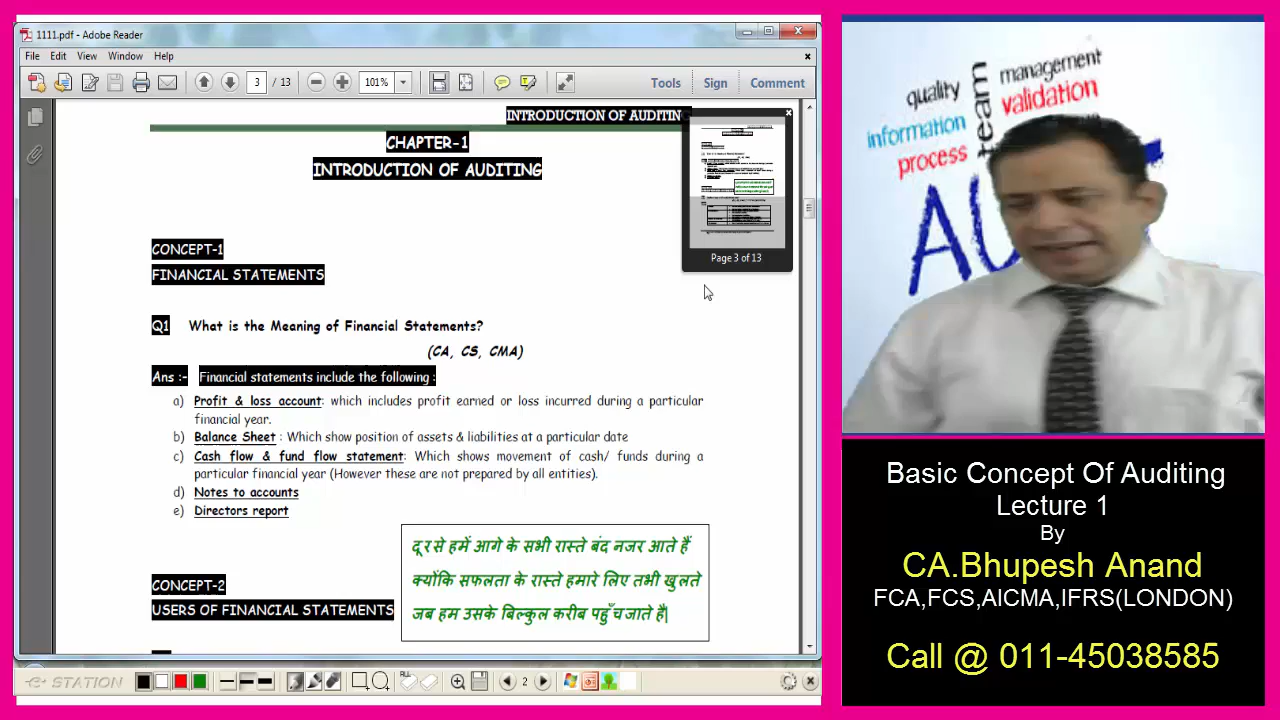 1111.pdf - Adobe Reader
File Edit View Window Help
3 / 13 101% Tools Sign Comment
INTRODUCTION OF AUDITING
CHAPTER-1
INTRODUCTION OF AUDITING
Page 3 of 13
CONCEPT-1
FINANCIAL STATEMENTS
Q1 What is the Meaning of Financial Statements?
(CA, CS, CMA)
Ans :- Financial statements include the following :
a) Profit & loss account: which includes profit earned or loss incurred during a particular
financial year.
b) Balance Sheet : Which show position of assets & liabilities at a particular date
c) Cash flow & fund flow statement: Which shows movement of cash/ funds during a
particular financial year (However these are not prepared by all entities).
d) Notes to accounts
e) Directors report
दूर से हमें आगे के सभी रास्ते बंद नजर आते हैं
क्योंकि सफलता के रास्ते हमारे लिए तभी खुलते
जब हम उसके बिल्कुल करीब पहुँच जाते है|
CONCEPT-2
USERS OF FINANCIAL STATEMENTS
e-STATION
2
quality
information
process
team
management
validation
Basic Concept Of Auditing
Lecture 1
By
CA.Bhupesh Anand
FCA,FCS,AICMA,IFRS(LONDON)
Call @ 011-45038585